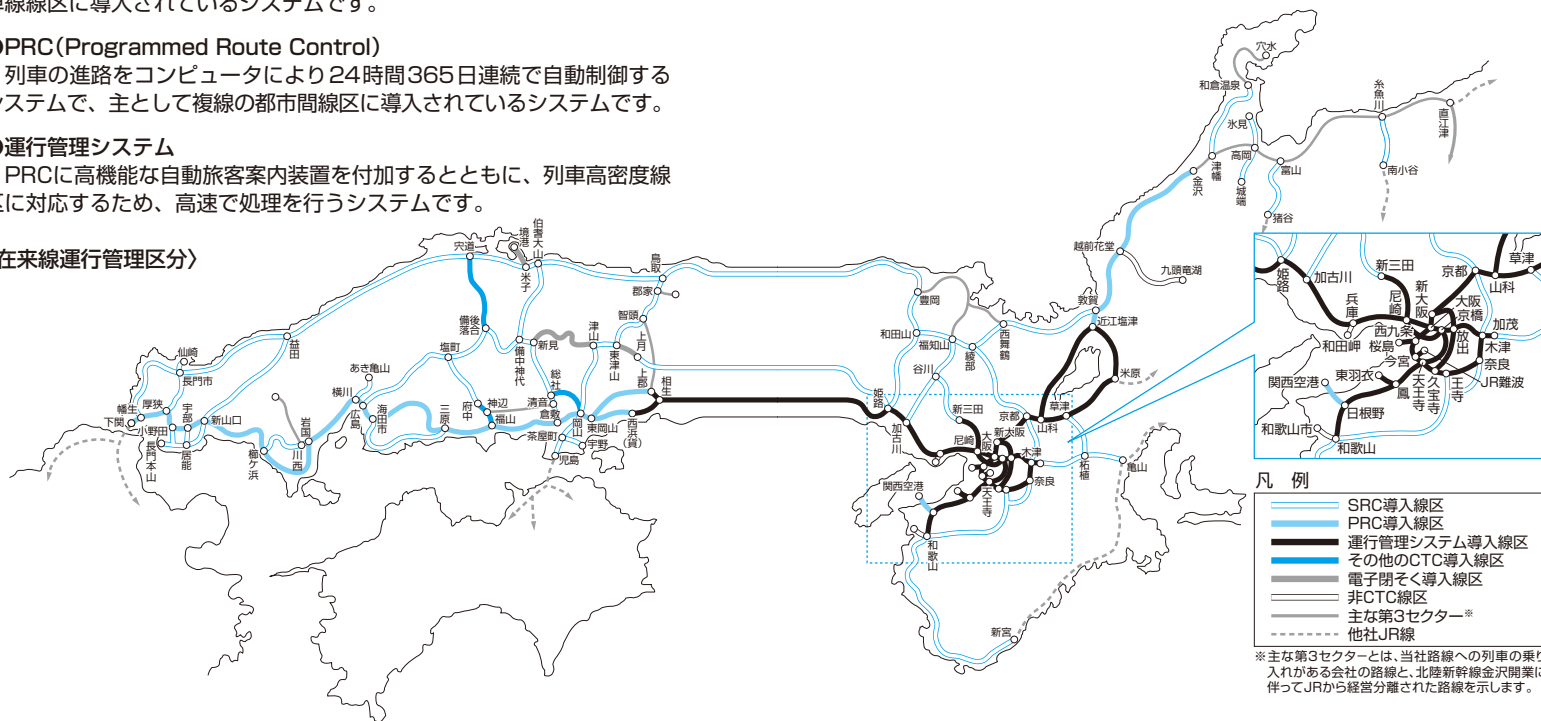 単線線区に導入されているシステムです。
●PRC(Programmed Route Control)
列車の進路をコンピュータにより24時間365日連続で自動制御する
システムで、主として複線の都市間線区に導入されているシステムです。
●運行管理システム
PRCに高機能な自動旅客案内装置を付加するとともに、列車高密度線
区に対応するため、高速で処理を行うシステムです。
在来線運行管理区分〉
穴水
和倉温泉
氷見
高岡
津幡
金沢
城端
富山
猪谷
糸魚川
直江津
南小谷
越前花堂
九頭竜湖
敦賀
近江塩津
米原
草津
山科
京都
柘植
亀山
木津
奈良
新大阪
大阪
尼崎
新三田
天王寺
関西空港
和歌山
新宮
加古川
姫路
谷川
福知山
綾部
西舞鶴
豊岡
和田山
鳥取
郡家
智頭
上月
上郡
相生
西浜(貨)
東岡山
岡山
津山
東津山
伯耆大山
境港
米子
宍道
備後落合
備中神代
新見
総社
清音
倉敷
茶屋町
宇野
児島
塩町
府中
神辺
福山
三原
海田市
広島
横川
あき亀山
岩国
川西
櫛ケ浜
新山口
益田
仙崎
長門市
厚狭
宇部
幡生
下関
小野田
長門本山
居能
姫路
加古川
兵庫
和田岬
新三田
尼崎
新大阪
大阪
京橋
京都
山科
草津
加茂
木津
放出
奈良
西九条
桜島
今宮
天王寺
久宝寺
王寺
JR難波
東羽衣
鳳
関西空港
日根野
和歌山市
和歌山
凡 例
SRC導入線区
PRC導入線区
運行管理システム導入線区
その他のCTC導入線区
電子閉そく導入線区
非CTC線区
主な第3セクター※
他社JR線
※主な第3セクターとは、当社路線への列車の乗り
入れがある会社の路線と、北陸新幹線金沢開業に
伴ってJRから経営分離された路線を示します。